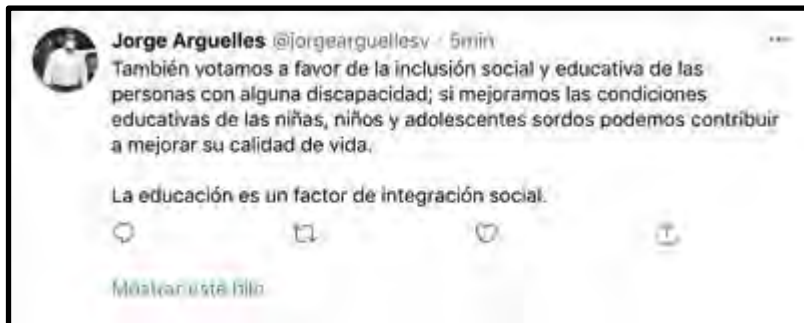 Jorge Arguelles @jorgearguellesv · 5min
También votamos a favor de la inclusión social y educativa de las
personas con alguna discapacidad; si mejoramos las condiciones
educativas de las niñas, niños y adolescentes sordos podemos contribuir
a mejorar su calidad de vida.
La educación es un factor de integración social.
Mostrar este hilo